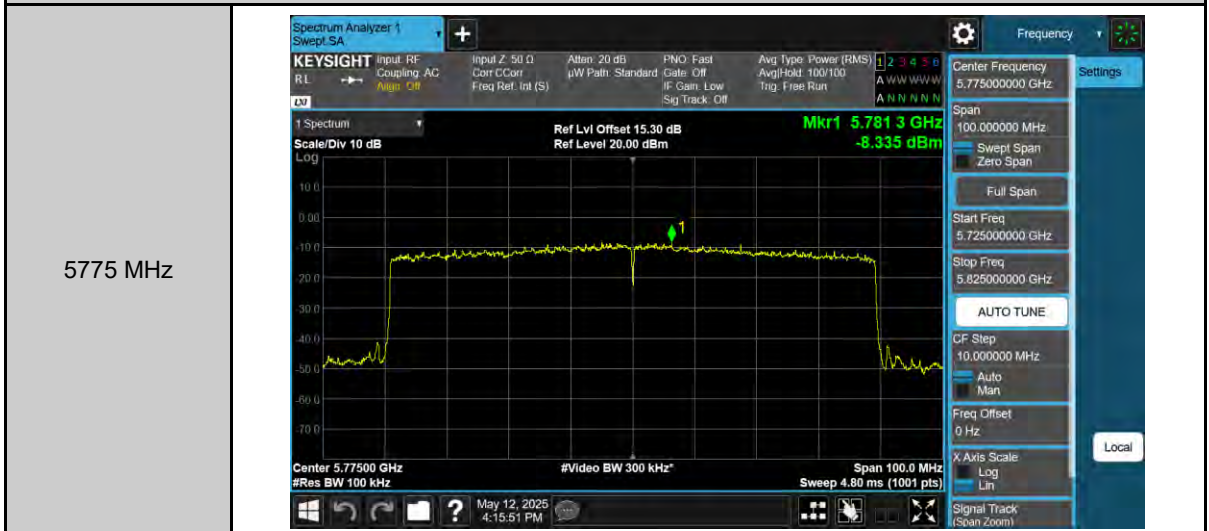 5775 MHz
Spectrum Analyzer 1
Swept SA
+
Frequency
KEYSIGHT
RL
LXI
Input: RF
Coupling: AC
Align: Off
Input Z: 50 Ω
Corr CCorr
Freq Ref: Int (S)
Atten: 20 dB
µW Path: Standard
PNO: Fast
Gate: Off
IF Gain: Low
Sig Track: Off
Avg Type: Power (RMS)
Avg|Hold: 100/100
Trig: Free Run
1 2 3 4 5 6
A W W W W W
A N N N N N
1 Spectrum
Scale/Div 10 dB
Log
Ref Lvl Offset 15.30 dB
Ref Level 20.00 dBm
Mkr1 5.781 3 GHz
-8.335 dBm
10.0
0.00
-10.0
-20.0
-30.0
-40.0
-50.0
-60.0
-70.0
1
Center 5.77500 GHz
#Res BW 100 kHz
#Video BW 300 kHz*
Span 100.0 MHz
Sweep 4.80 ms (1001 pts)
?
May 12, 2025
4:15:51 PM
Center Frequency
5.775000000 GHz
Span
100.000000 MHz
Swept Span
Zero Span
Full Span
Start Freq
5.725000000 GHz
Stop Freq
5.825000000 GHz
AUTO TUNE
CF Step
10.000000 MHz
Auto
Man
Freq Offset
0 Hz
X Axis Scale
Log
Lin
Signal Track
(Span Zoom)
Settings
Local